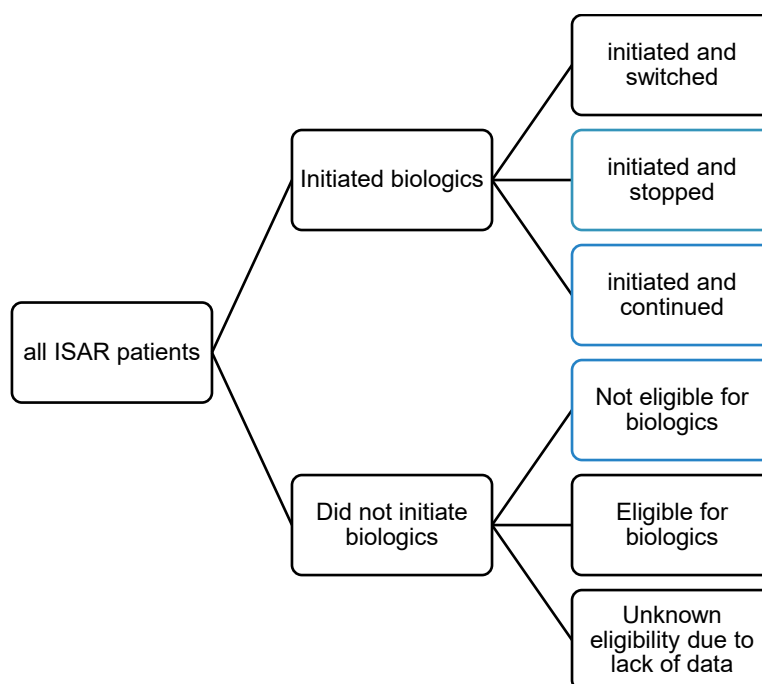 all ISAR patients
Initiated biologics
initiated and
switched
initiated and
stopped
initiated and
continued
Did not initiate
biologics
Not eligible for
biologics
Eligible for
biologics
Unknown
eligibility due to
lack of data